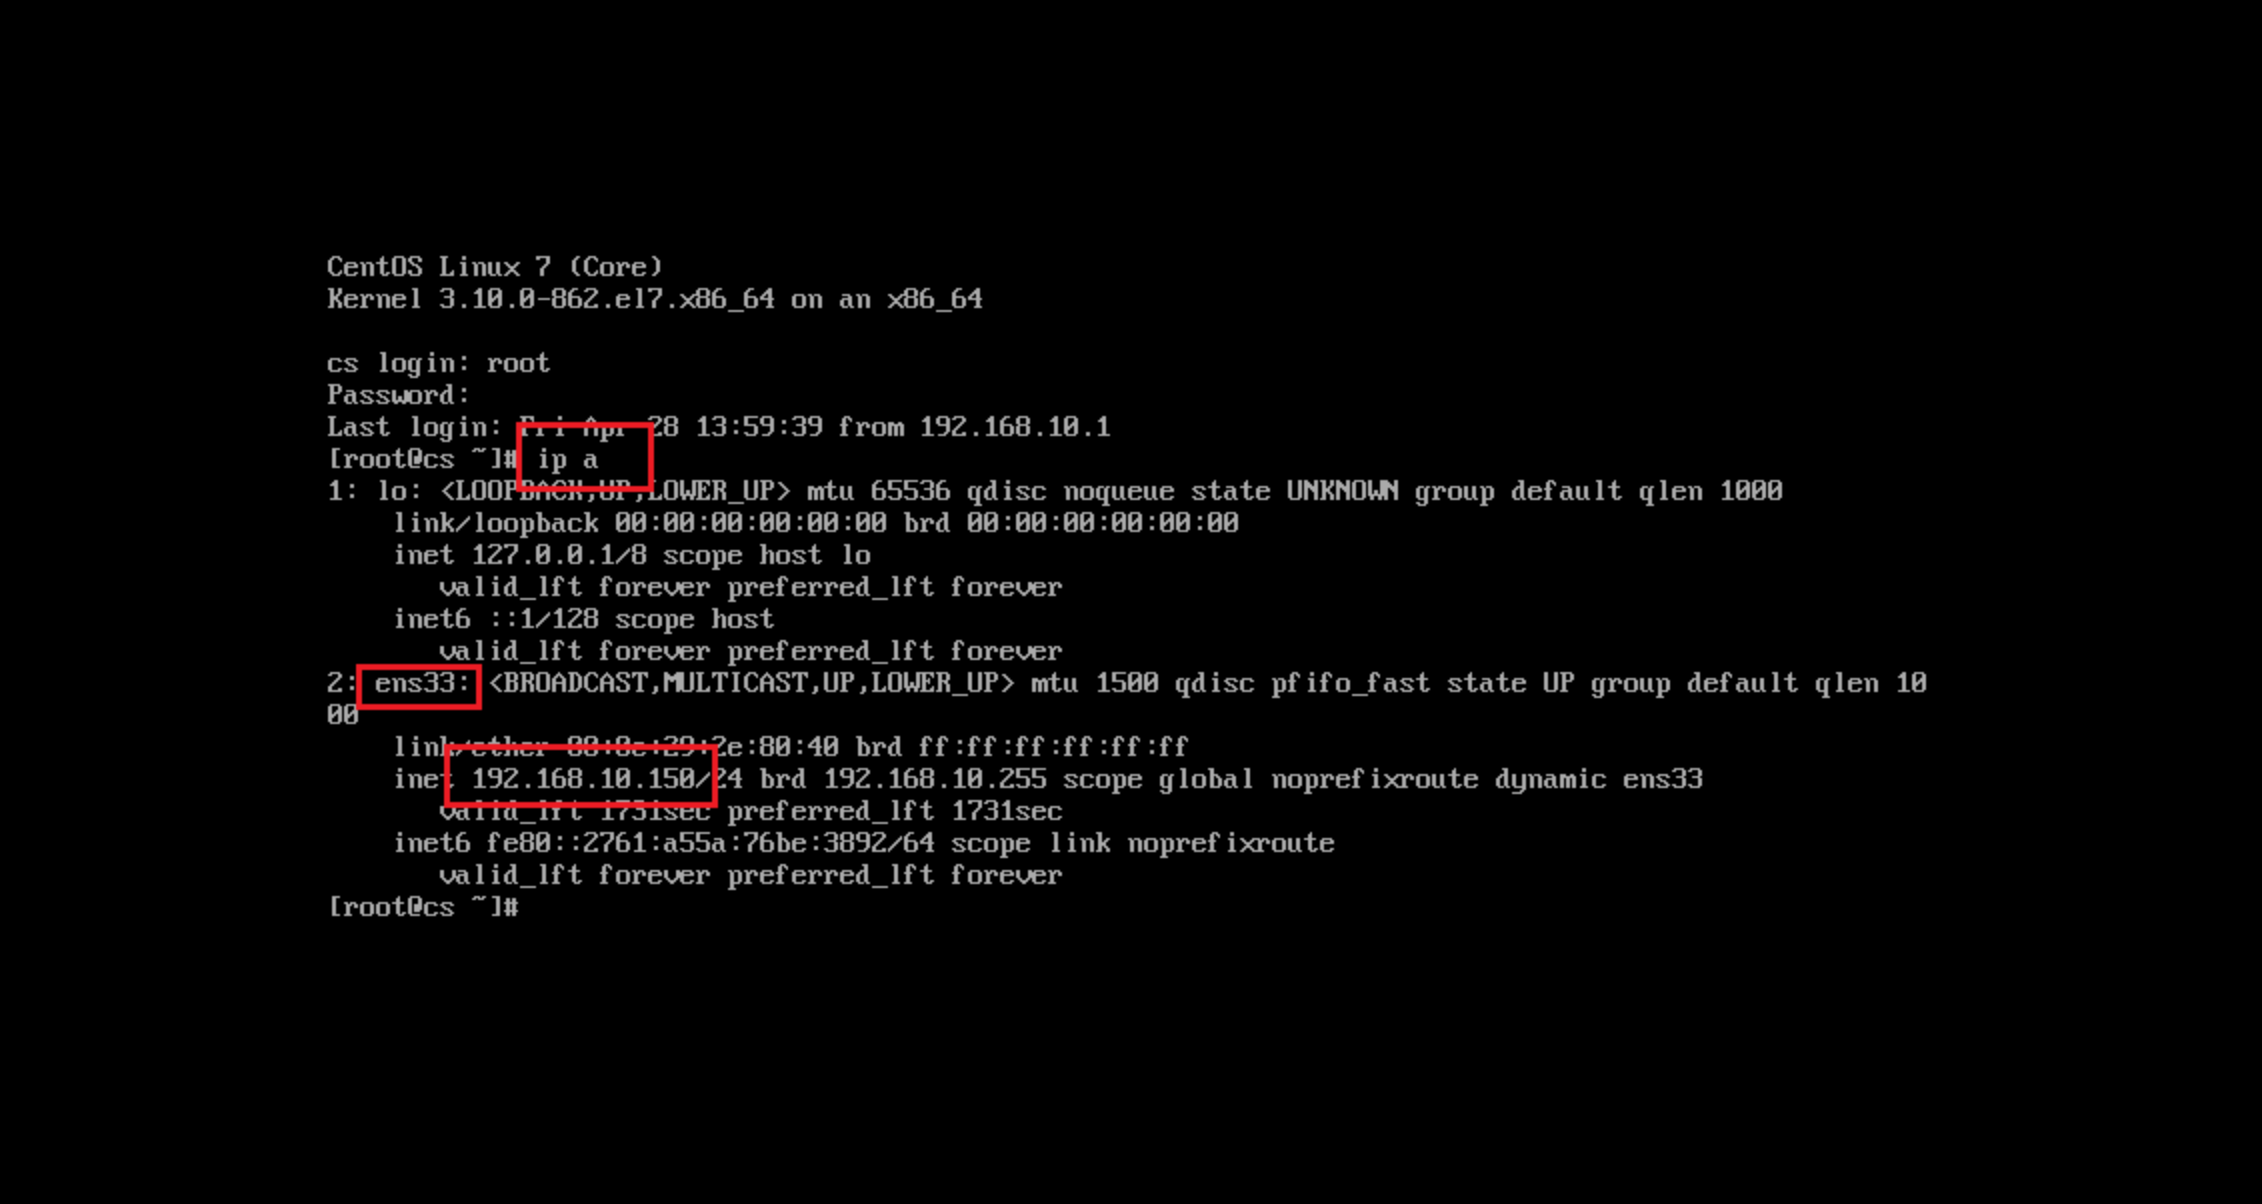 CentOS Linux 7 (Core)
Kernel 3.10.0-862.el7.x86_64 on an x86_64
cs login: root
Password:
Last login: Fri Apr 28 13:59:39 from 192.168.10.1
[root@cs ~]# ip a
1: lo: <LOOPBACK,UP,LOWER_UP> mtu 65536 qdisc noqueue state UNKNOWN group default qlen 1000
link/loopback 00:00:00:00:00:00 brd 00:00:00:00:00:00
inet 127.0.0.1/8 scope host lo
valid_lft forever preferred_lft forever
inet6 ::1/128 scope host
valid_lft forever preferred_lft forever
2: ens33: <BROADCAST,MULTICAST,UP,LOWER_UP> mtu 1500 qdisc pfifo_fast state UP group default qlen 10
00
link/ether 00:0c:29:2e:80:40 brd ff:ff:ff:ff:ff:ff
inet 192.168.10.150/24 brd 192.168.10.255 scope global noprefixroute dynamic ens33
valid_lft 1731sec preferred_lft 1731sec
inet6 fe80::2761:a55a:76be:3892/64 scope link noprefixroute
valid_lft forever preferred_lft forever
[root@cs ~]#